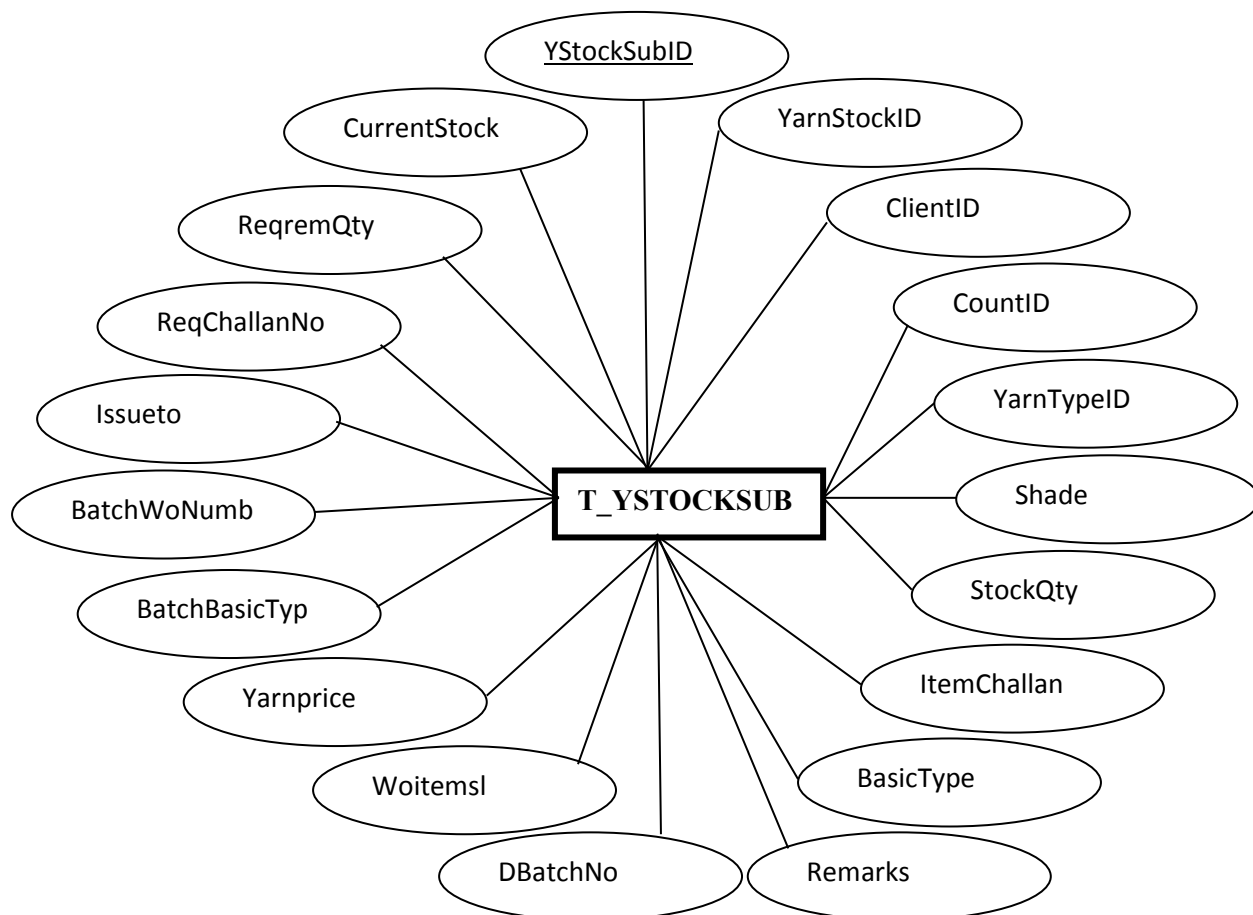 YStockSubID
CurrentStock
YarnStockID
ReqremQty
ClientID
ReqChallanNo
CountID
Issueto
YarnTypeID
T_YSTOCKSUB
BatchWoNumb
Shade
BatchBasicTyp
StockQty
Yarnprice
ItemChallan
Woitemsl
BasicType
DBatchNo
Remarks